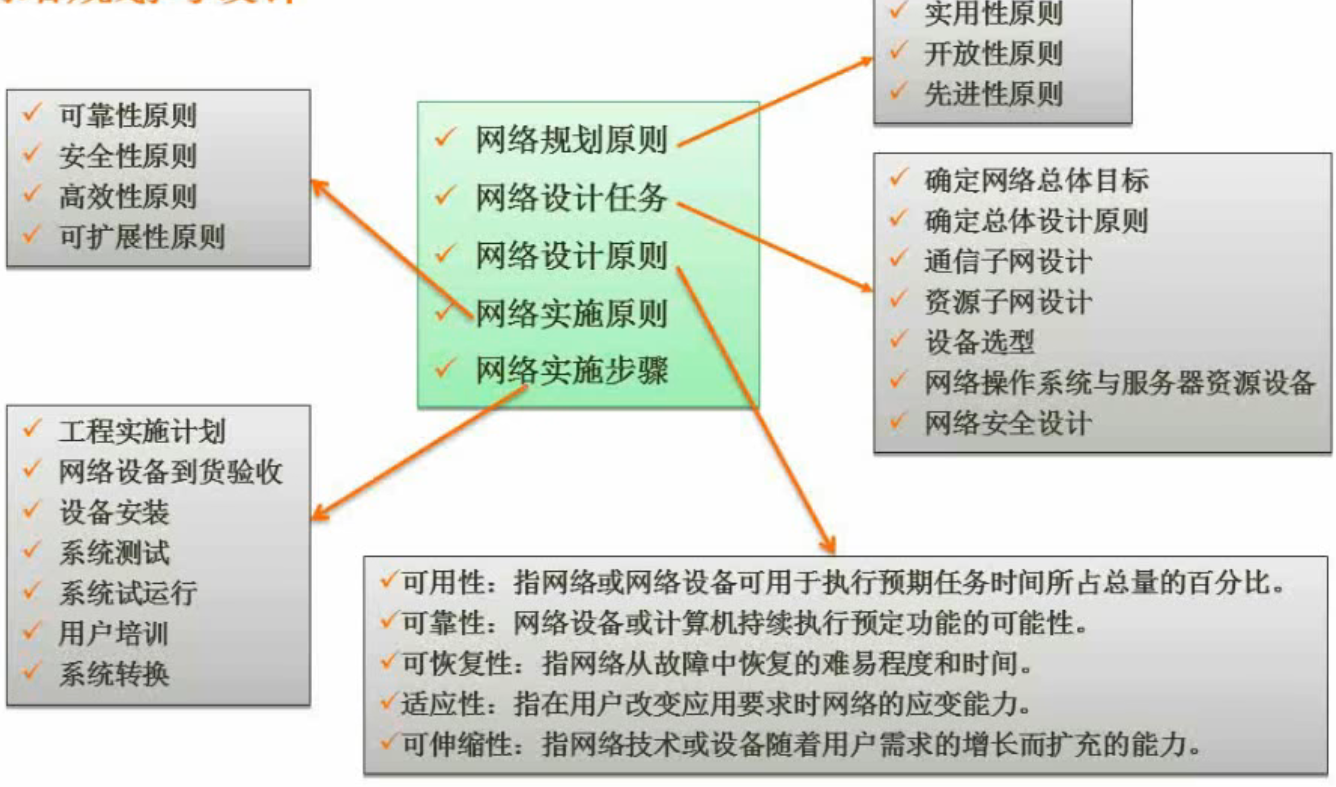 实用性原则
开放性原则
先进性原则
可靠性原则
安全性原则
高效性原则
可扩展性原则
网络规划原则
网络设计任务
网络设计原则
网络实施原则
网络实施步骤
确定网络总体目标
确定总体设计原则
通信子网设计
资源子网设计
设备选型
网络操作系统与服务器资源设备
网络安全设计
工程实施计划
网络设备到货验收
设备安装
系统测试
系统试运行
用户培训
系统转换
可用性：指网络或网络设备可用于执行预期任务时间所占总量的百分比。
可靠性：网络设备或计算机持续执行预定功能的可能性。
可恢复性：指网络从故障中恢复的难易程度和时间。
适应性：指在用户改变应用要求时网络的应变能力。
可伸缩性：指网络技术或设备随着用户需求的增长而扩充的能力。